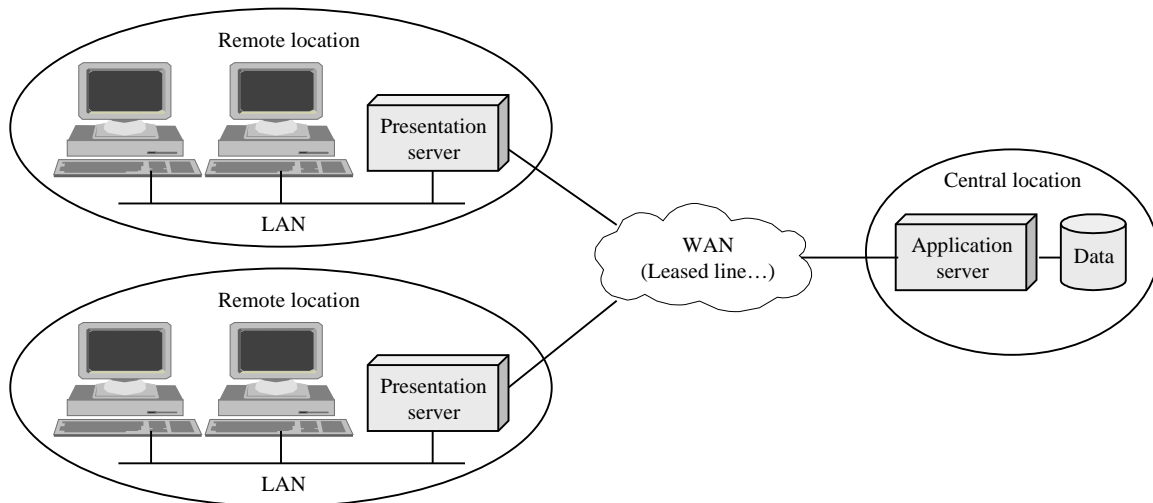 Remote location
Presentation
server
LAN
WAN
(Leased line…)
Central location
Application
server
Data
Remote location
Presentation
server
LAN